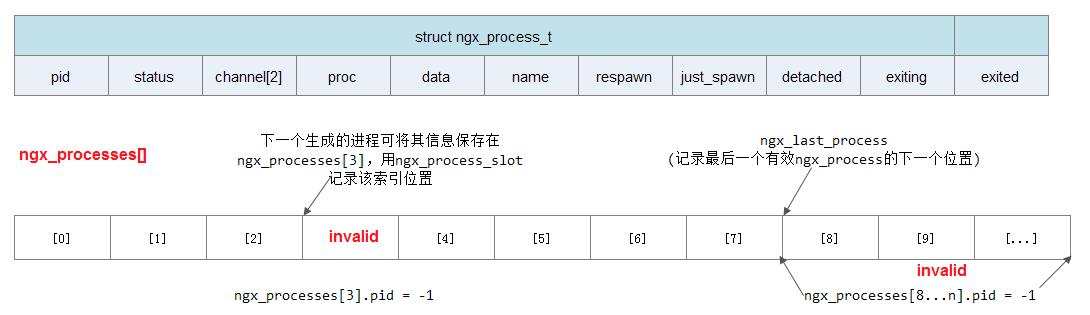 struct ngx_process_t
pid status channel[2] proc data name respawn just_spawn detached exiting exited
ngx_processes[]
下一个生成的进程可将其信息保存在
ngx_processes[3], 用ngx_process_slot
记录该索引位置
ngx_last_process
(记录最后一个有效ngx_process的下一个位置)
[0] [1] [2] invalid [4] [5] [6] [7] [8] [9] [...]
invalid
ngx_processes[3].pid = -1
ngx_processes[8...n].pid = -1